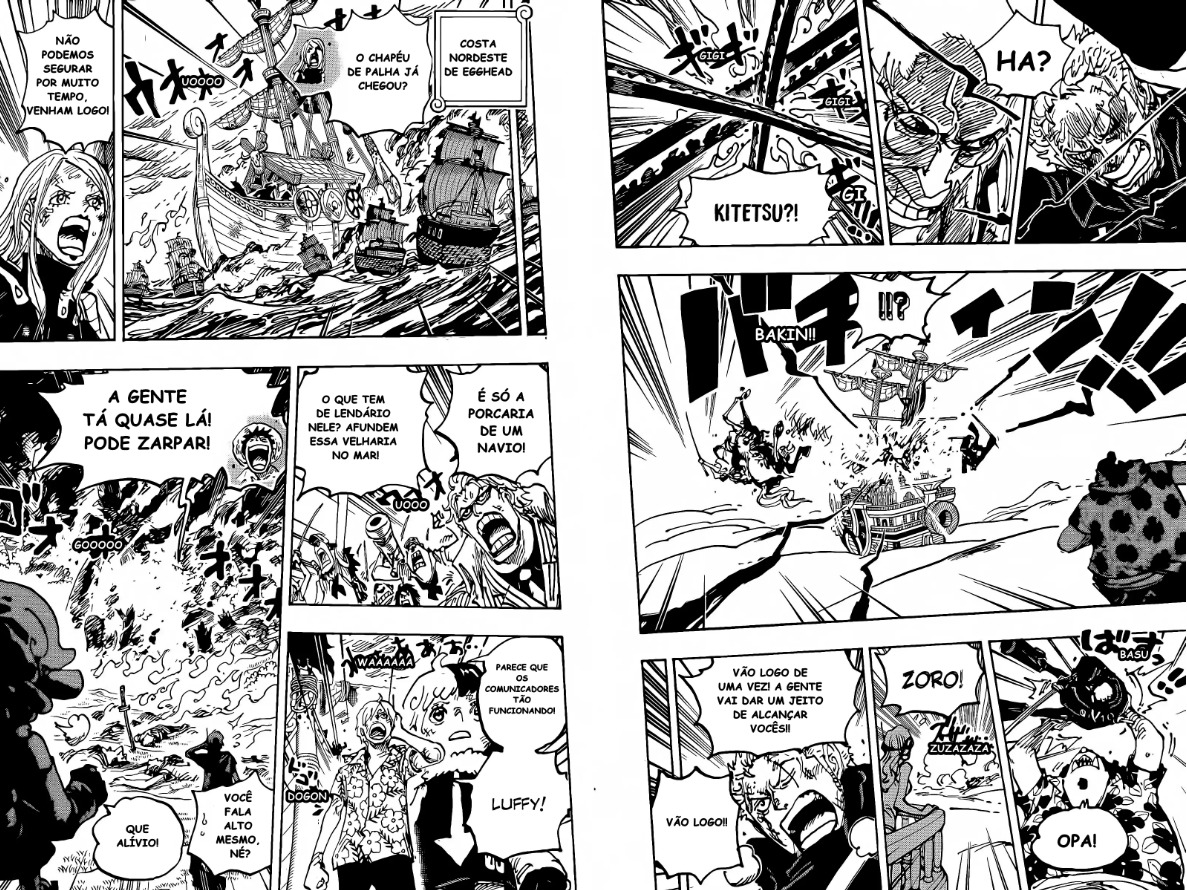 HA?
GIGI
GIGI
GI
KITETSU?!
!!?
BAKIN!!
BASU
OPA!
ZORO!
ZUZAZAZA
VÃO LOGO DE
UMA VEZ! A GENTE
VAI DAR UM JEITO
DE ALCANÇAR
VOCÊS!!
VÃO LOGO!!
COSTA
NORDESTE
DE EGGHEAD
O CHAPÉU
DE PALHA JÁ
CHEGOU?
UOOOO
NÃO
PODEMOS
SEGURAR
POR MUITO
TEMPO,
VENHAM LOGO!
É SÓ A
PORCARIA
DE UM
NAVIO!
O QUE TEM
DE LENDÁRIO
NELE? AFUNDEM
ESSA VELHARIA
NO MAR!
UOOO
PARECE QUE
OS
COMUNICADORES
TÃO
FUNCIONANDO!
WAAAAAA
LUFFY!
DOGON
A GENTE
TÁ QUASE LÁ!
PODE ZARPAR!
GOOOOO
VOCÊ
FALA
ALTO
MESMO,
NÉ?
QUE
ALÍVIO!